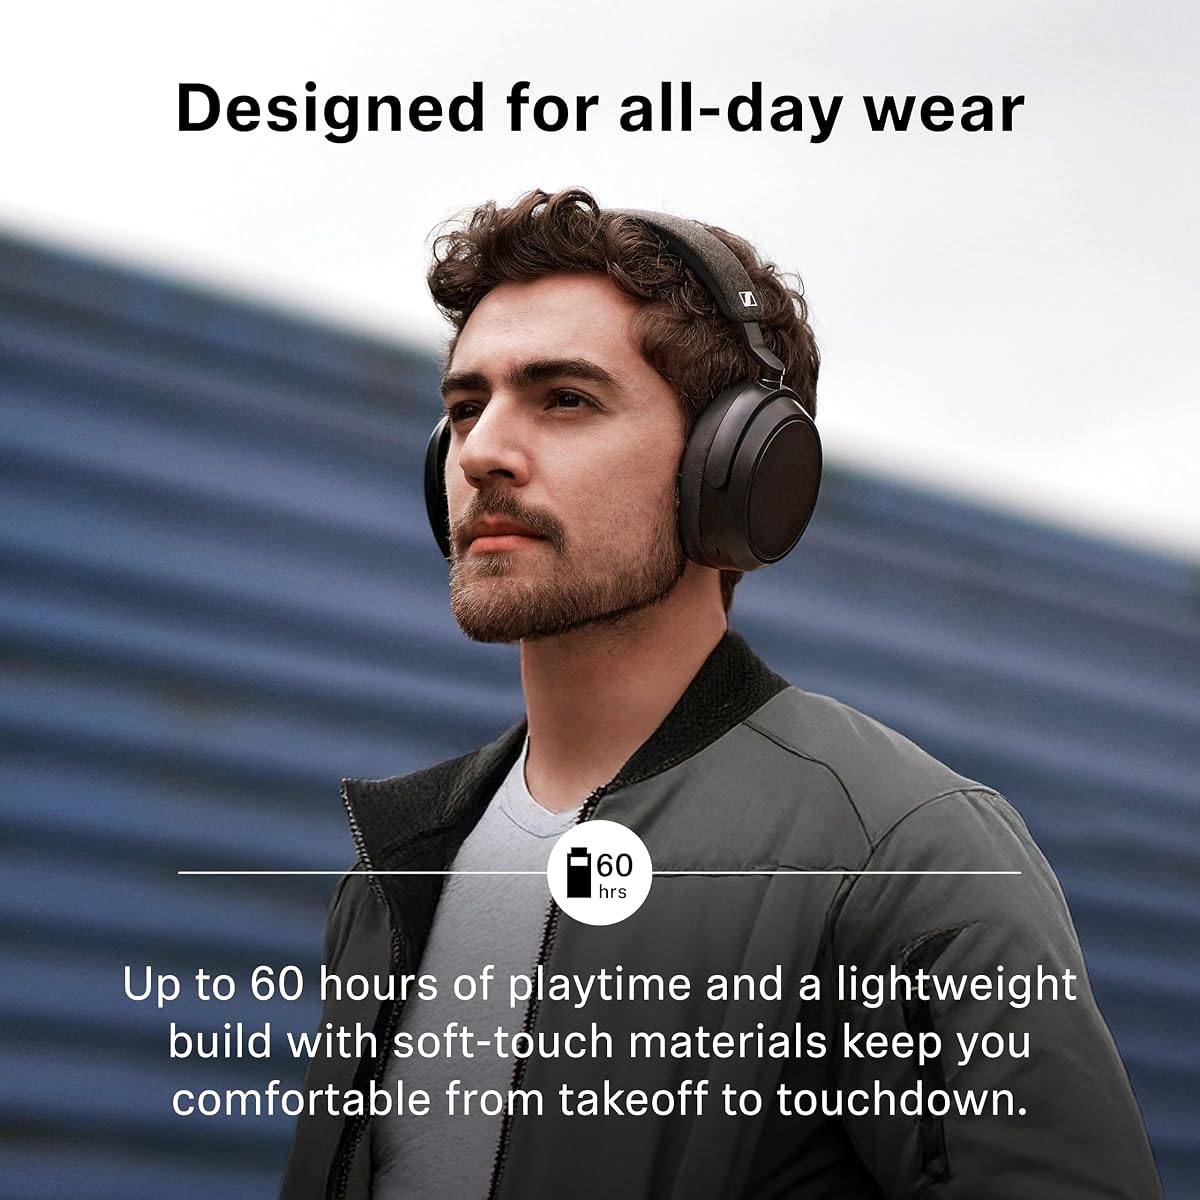 Designed for all-day wear
60
hrs
Up to 60 hours of playtime and a lightweight
build with soft-touch materials keep you
comfortable from takeoff to touchdown.